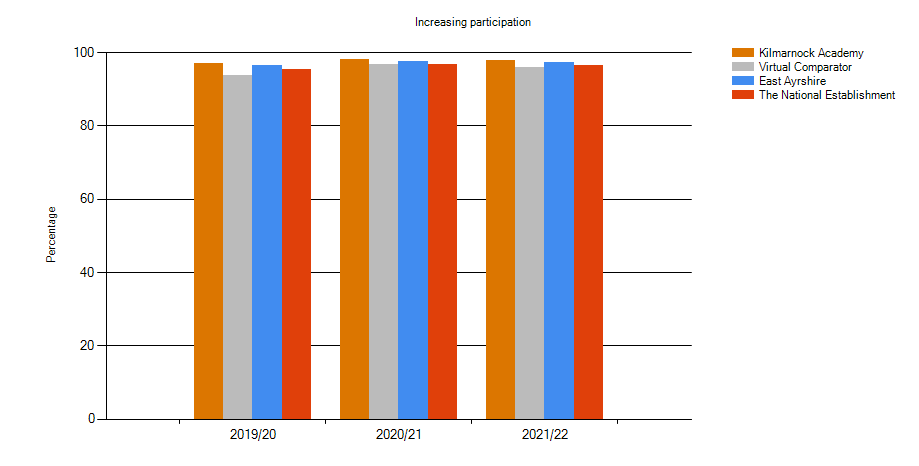 Increasing participation
Kilmarnock Academy
Virtual Comparator
East Ayrshire
The National Establishment
Percentage
100
80
60
40
20
0
2019/20 2020/21 2021/22